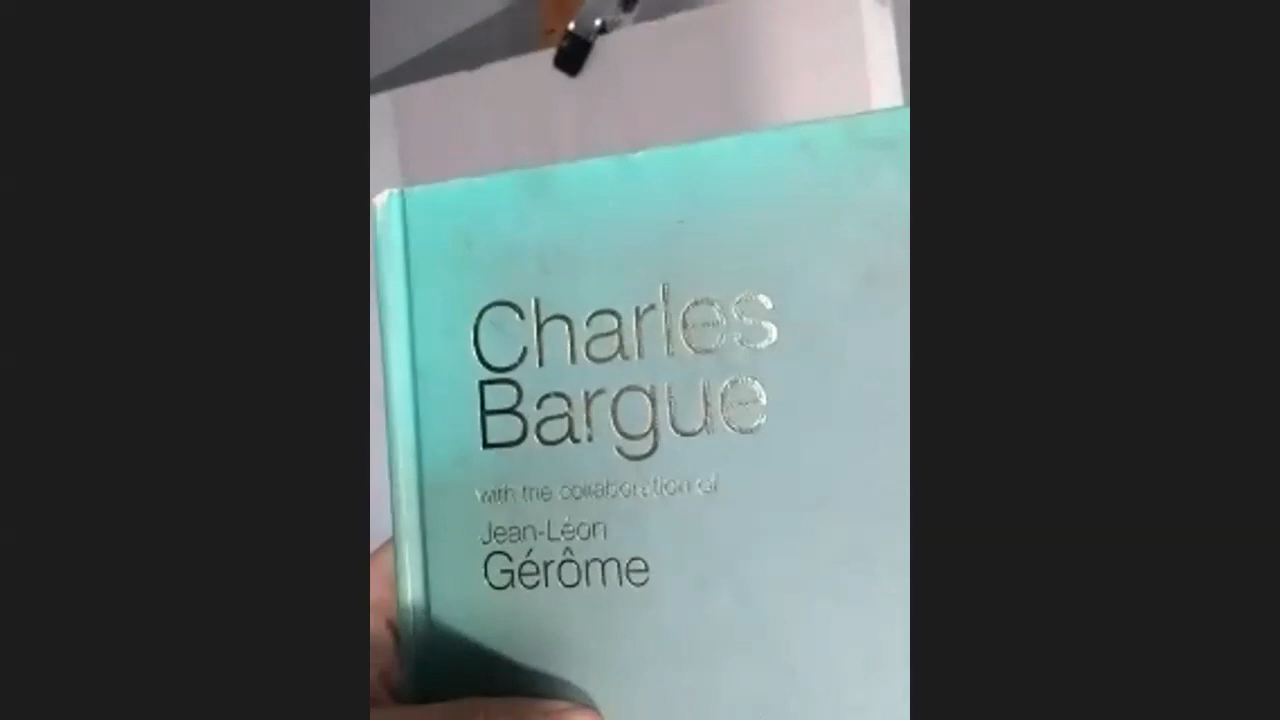 Charles
Bargue
with the collaboration of
Jean-Léon
Gérôme